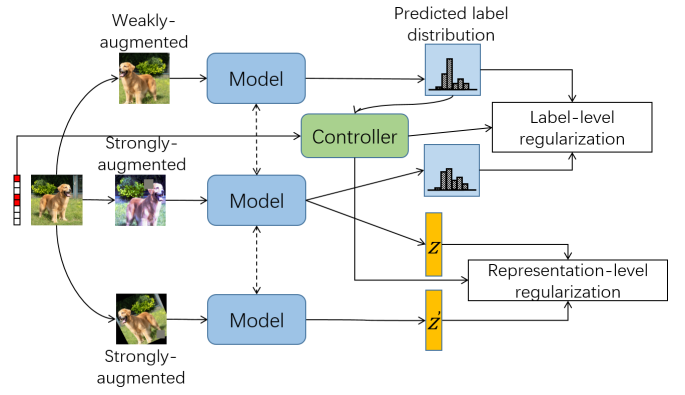 Weakly-
augmented
Predicted label
distribution
Model
Controller
Label-level
regularization
Strongly-
augmented
Model
z
Representation-level
regularization
Model
z'
Strongly-
augmented